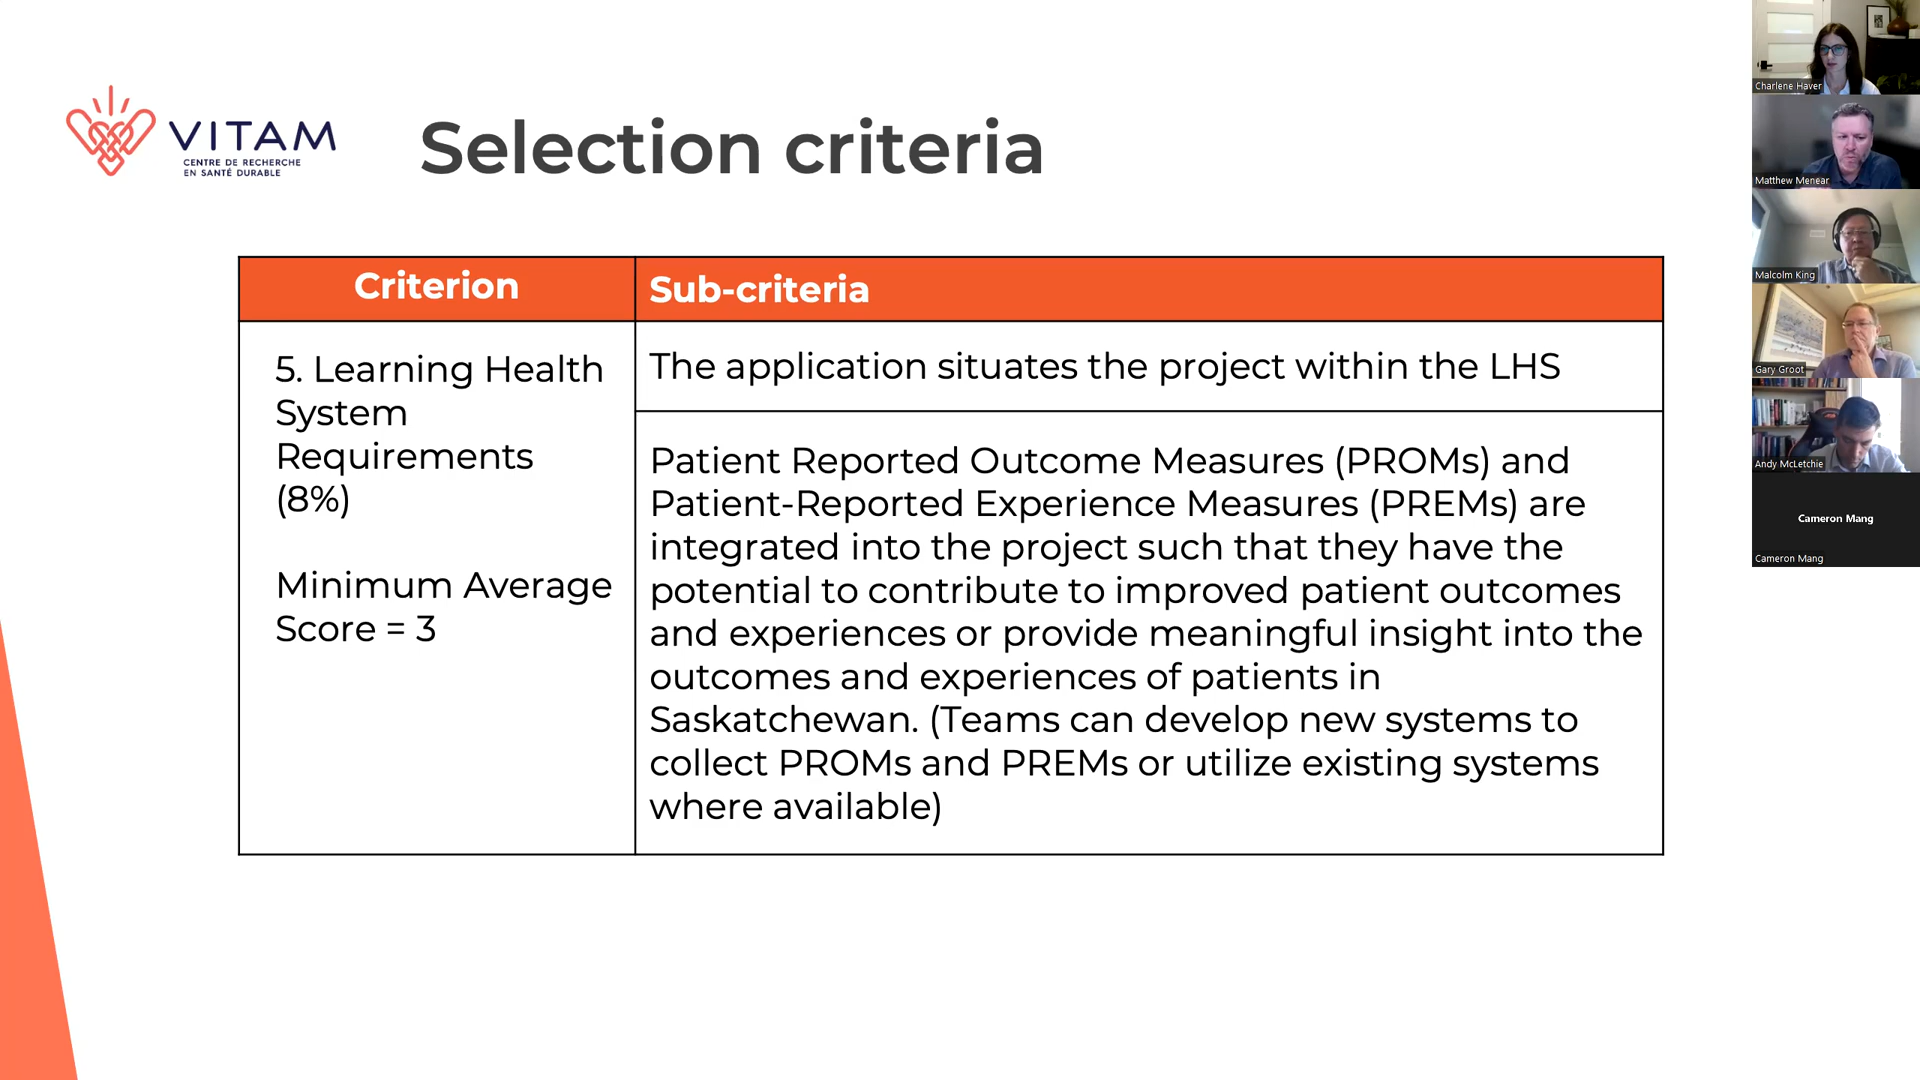 VITAM
CENTRE DE RECHERCHE
EN SANTÉ DURABLE
Selection criteria
Criterion
Sub-criteria
5. Learning Health
System
Requirements
(8%)
Minimum Average
Score = 3
The application situates the project within the LHS
Patient Reported Outcome Measures (PROMs) and
Patient-Reported Experience Measures (PREMs) are
integrated into the project such that they have the
potential to contribute to improved patient outcomes
and experiences or provide meaningful insight into the
outcomes and experiences of patients in
Saskatchewan. (Teams can develop new systems to
collect PROMs and PREMs or utilize existing systems
where available)
Charlene Haver
Matthew Menear
Malcolm King
Gary Groot
Andy McLetchie
Cameron Mang
Cameron Mang